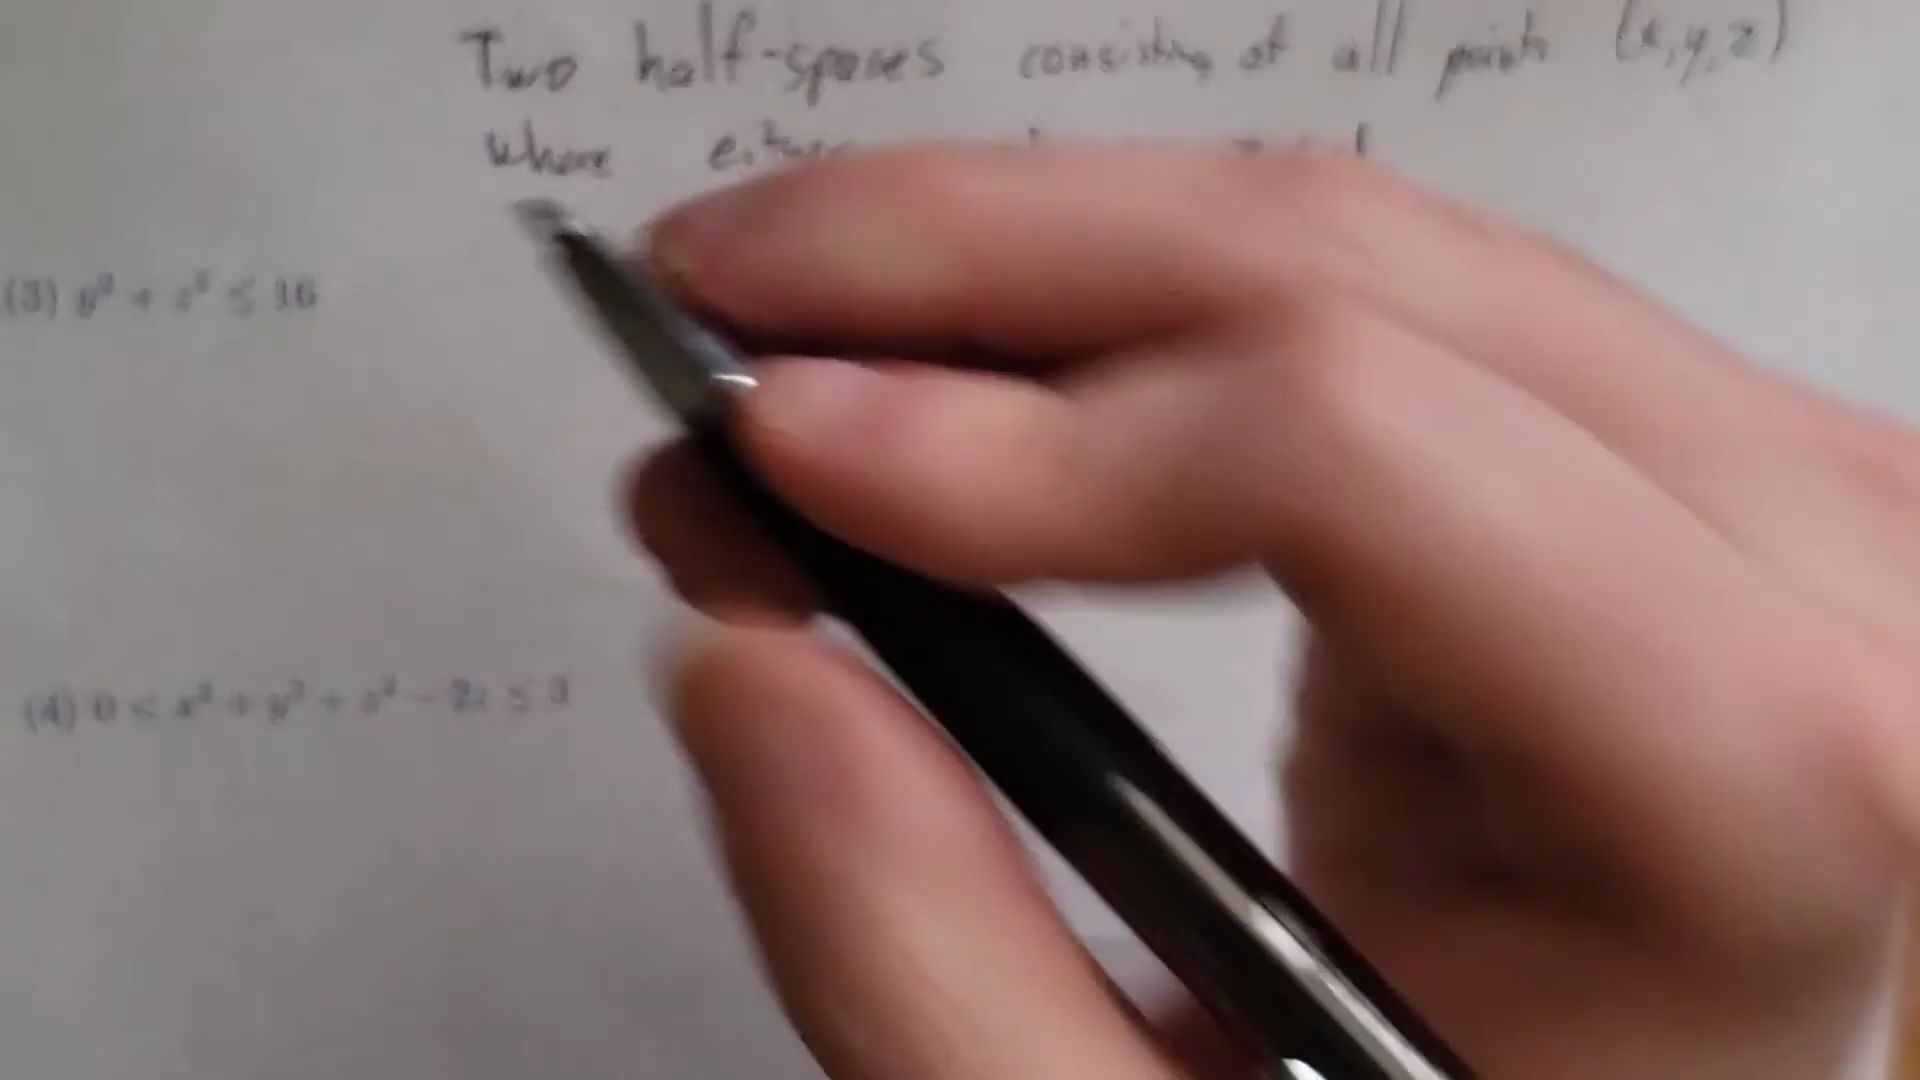 Two half-spaces consisting of all points (x,y,z)
where either
(3) y² + z² ≤ 16
(4) 0 < x² + y² + z² - 2z ≤ 3